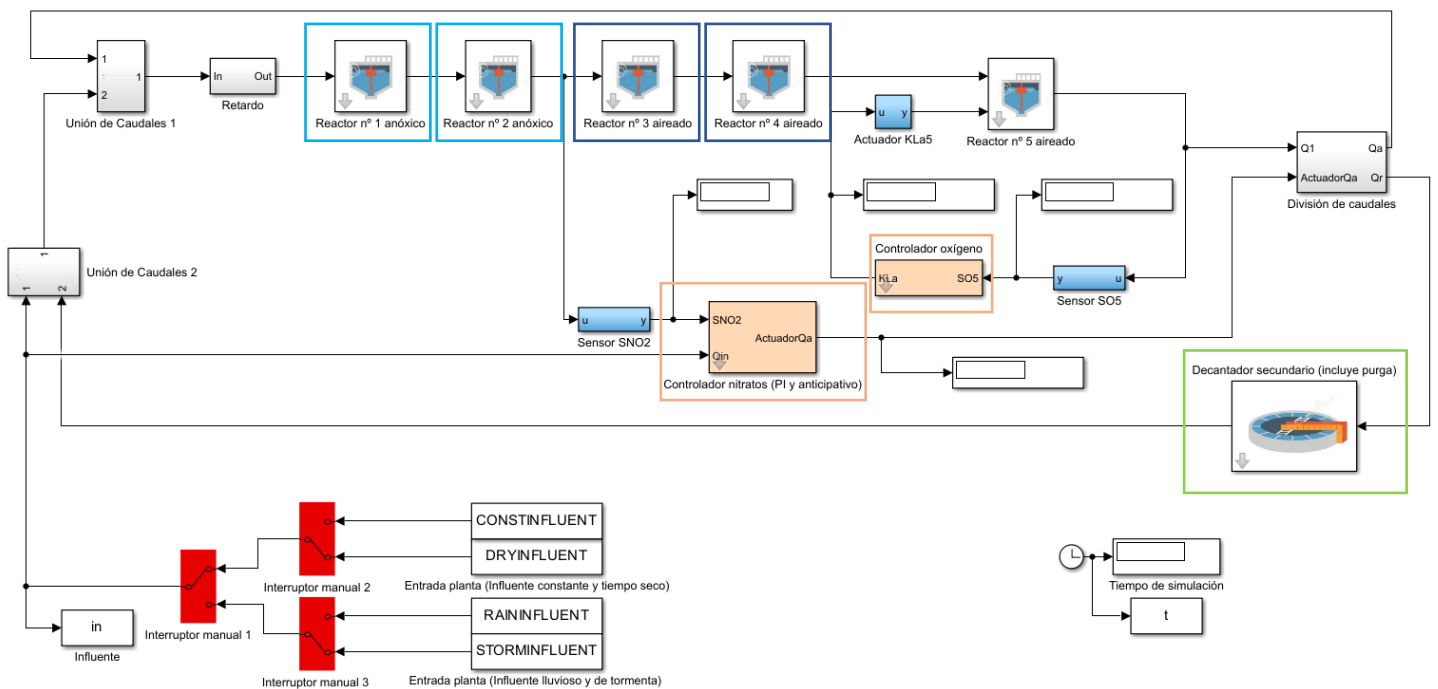 1
2
1
Unión de Caudales 1
In
Out
Retardo
Reactor nº 1 anóxico
Reactor nº 2 anóxico
Reactor nº 3 aireado
Reactor nº 4 aireado
u
y
Actuador KLa5
Reactor nº 5 aireado
Q1
Qa
ActuadorQa
Qr
División de caudales
1
1
2
Unión de Caudales 2
Controlador oxígeno
KLa
SO5
y
u
Sensor SO5
u
y
Sensor SNO2
SNO2
ActuadorQa
Qin
Controlador nitratos (PI y anticipativo)
Decantador secundario (incluye purga)
CONSTINFLUENT
DRYINFLUENT
Interruptor manual 2
Entrada planta (Influente constante y tiempo seco)
Tiempo de simulación
RAININFLUENT
t
in
Interruptor manual 1
STORMINFLUENT
Influente
Interruptor manual 3
Entrada planta (Influente lluvioso y de tormenta)